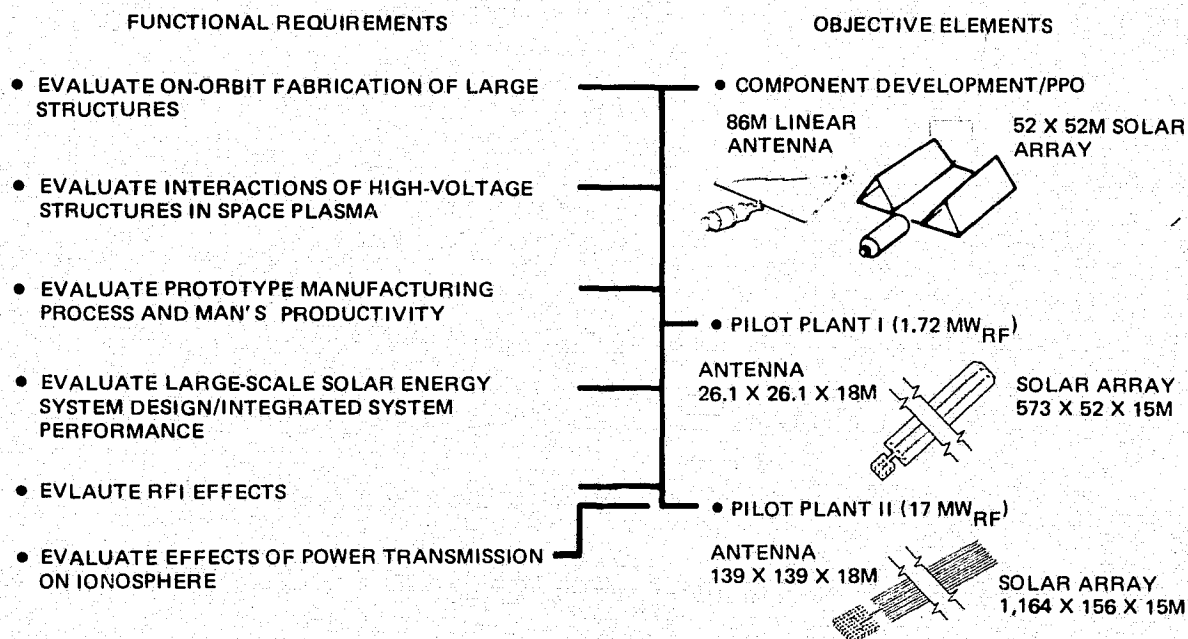 FUNCTIONAL REQUIREMENTS
• EVALUATE ON-ORBIT FABRICATION OF LARGE
STRUCTURES
• EVALUATE INTERACTIONS OF HIGH-VOLTAGE
STRUCTURES IN SPACE PLASMA
• EVALUATE PROTOTYPE MANUFACTURING
PROCESS AND MAN'S PRODUCTIVITY
• EVALUATE LARGE-SCALE SOLAR ENERGY
SYSTEM DESIGN/INTEGRATED SYSTEM
PERFORMANCE
• EVLAUTE RFI EFFECTS
• EVALUATE EFFECTS OF POWER TRANSMISSION
ON IONOSPHERE
OBJECTIVE ELEMENTS
• COMPONENT DEVELOPMENT/PPO
86M LINEAR
ANTENNA
52 X 52M SOLAR
ARRAY
• PILOT PLANT I (1.72 MWRF)
ANTENNA
26.1 X 26.1 X 18M
SOLAR ARRAY
573 X 52 X 15M
• PILOT PLANT II (17 MWRF)
ANTENNA
139 X 139 X 18M
SOLAR ARRAY
1,164 X 156 X 15M